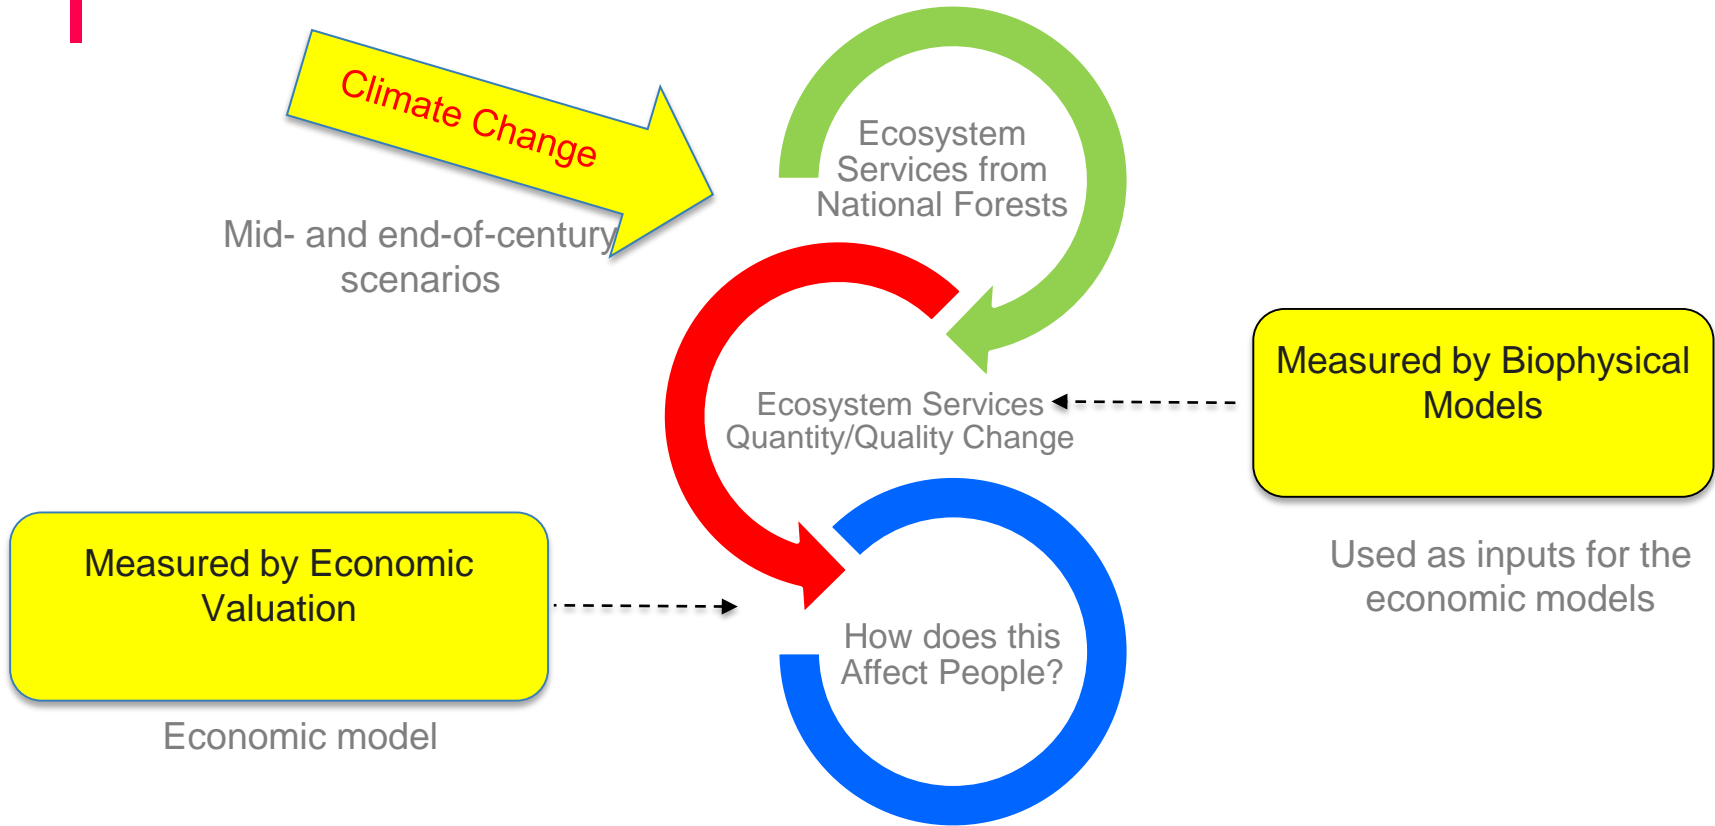 Climate Change
Mid- and end-of-century
scenarios
Ecosystem
Services from
National Forests
Ecosystem Services
Quantity/Quality Change
Measured by Biophysical
Models
Used as inputs for the
economic models
Measured by Economic
Valuation
Economic model
How does this
Affect People?